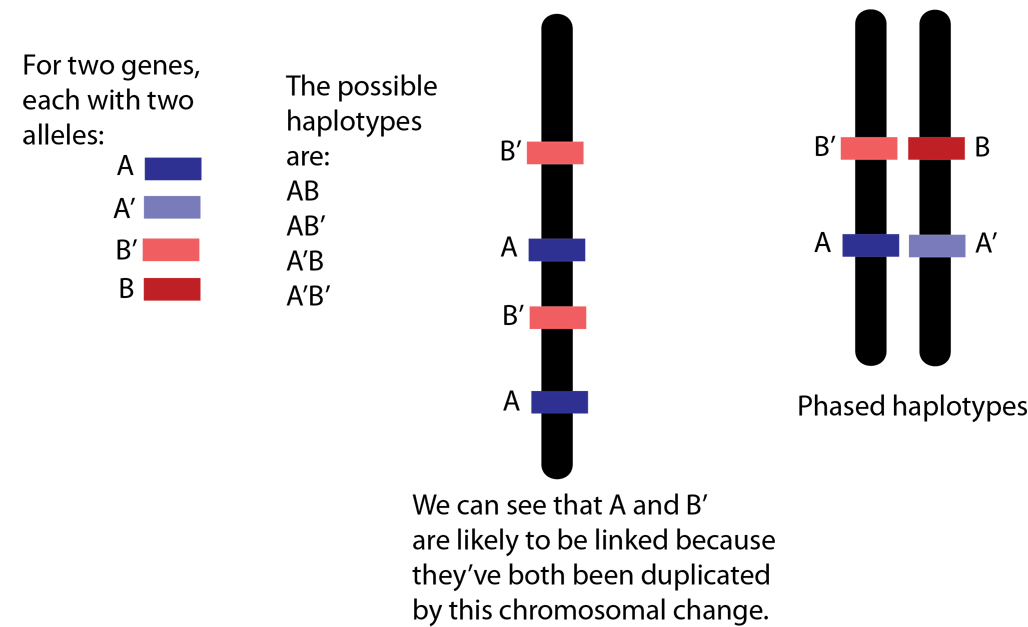 For two genes,
each with two
alleles:
A
A’
B’
B
The possible
haplotypes
are:
AB
AB’
A’B
A’B’
B’
A
B’
A
We can see that A and B’
are likely to be linked because
they’ve both been duplicated
by this chromosomal change.
B’ B
A A’
Phased haplotypes